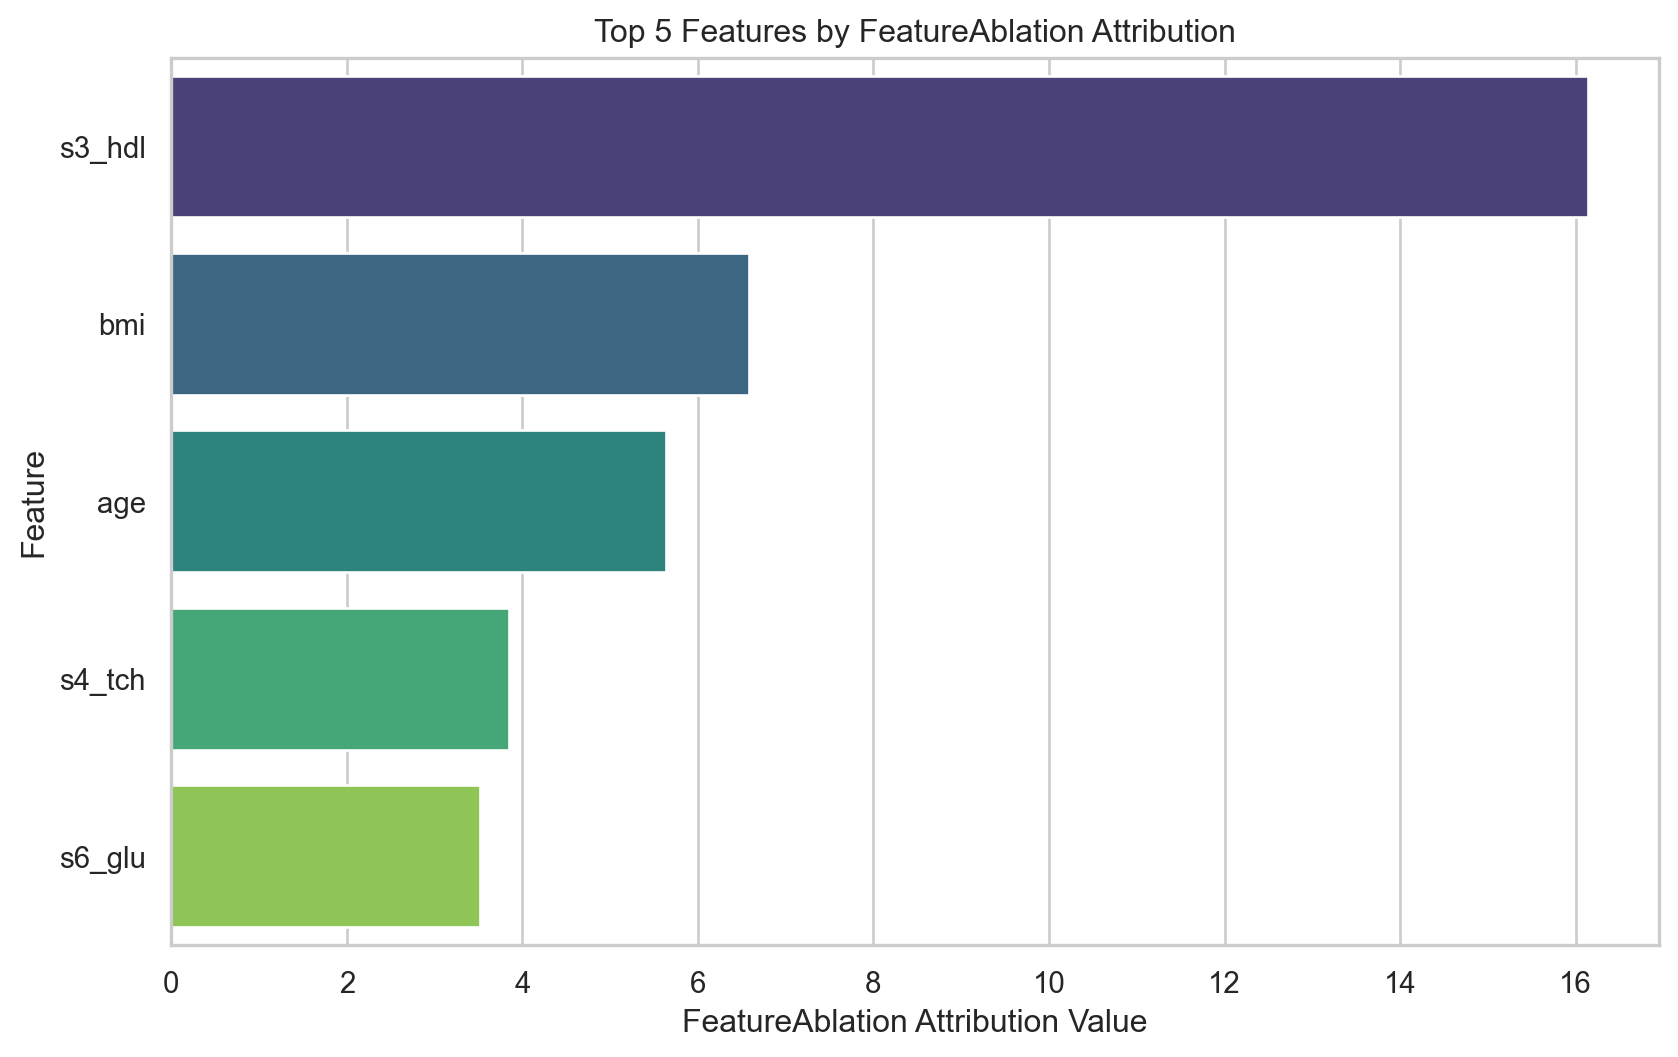 Top 5 Features by FeatureAblation Attribution
Feature
s3_hdl
bmi
age
s4_tch
s6_glu
0 2 4 6 8 10 12 14 16
FeatureAblation Attribution Value